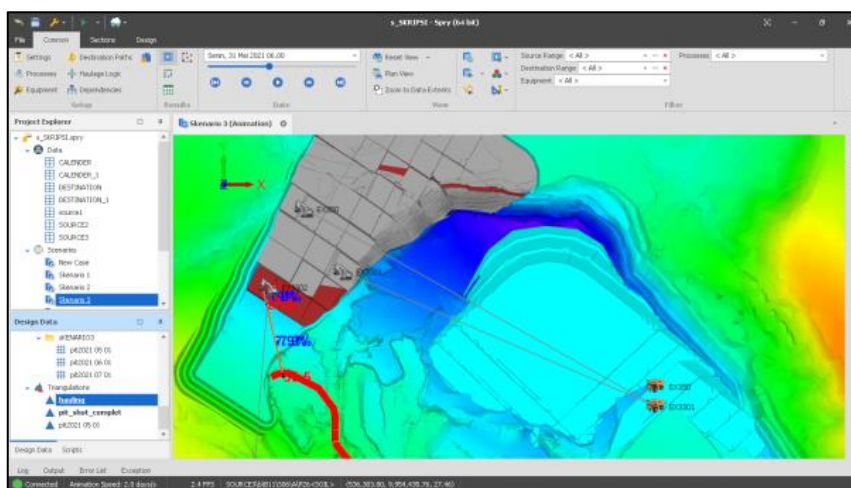 s_SKRIPSI - Spry (64 bit)
File Common Sections Design
Settings Destination Paths
Processes Haulage Logic
Equipment Dependencies
Setup
Results
Senin, 31 Mei 2021 06.00
Date
Reset View
Plan View
Zoom to Data Extents
View
Source Range < All >
Destination Range < All >
Equipment < All >
Processes < All >
Filter
Project Explorer
s_SKRIPSI.spry
Data
CALENDER
CALENDER_1
DESTINATION
DESTINATION_1
source1
SOURCE2
SOURCE3
Scenarios
New Case
Skenario 1
Skenario 2
Skenario 3
Design Data
SKENARIO3
pit2021 05 01
pit2021 06 01
pit2021 07 01
Triangulations
hauling
pit_shot_complet
pit2021 05 01
Design Data Scripts
Skenario 3 (Animation)
X
EX350
EX3301
Log Output Error List Exception
Connected Animation Speed: 2.0 days/s 2.4 FPS